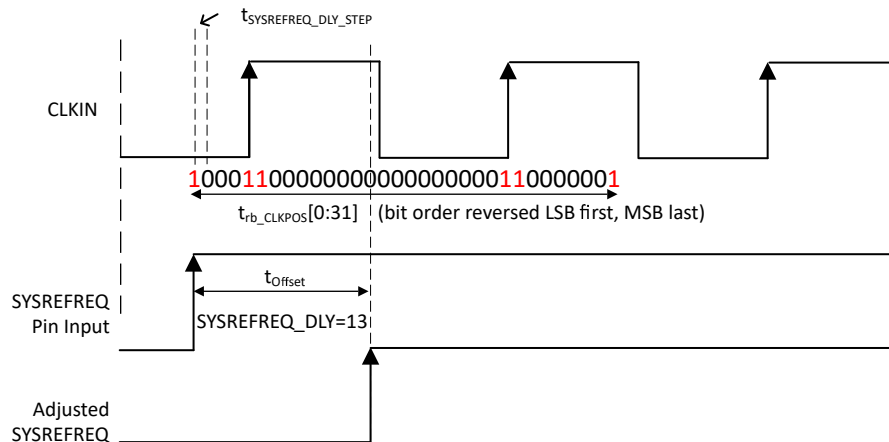 tSYSREFREQ_DLY_STEP
CLKIN
10001100000000000000000110000001
trb_CLKPOS[0:31] (bit order reversed LSB first, MSB last)
tOffset
SYSREFREQ
Pin Input
SYSREFREQ_DLY=13
Adjusted
SYSREFREQ